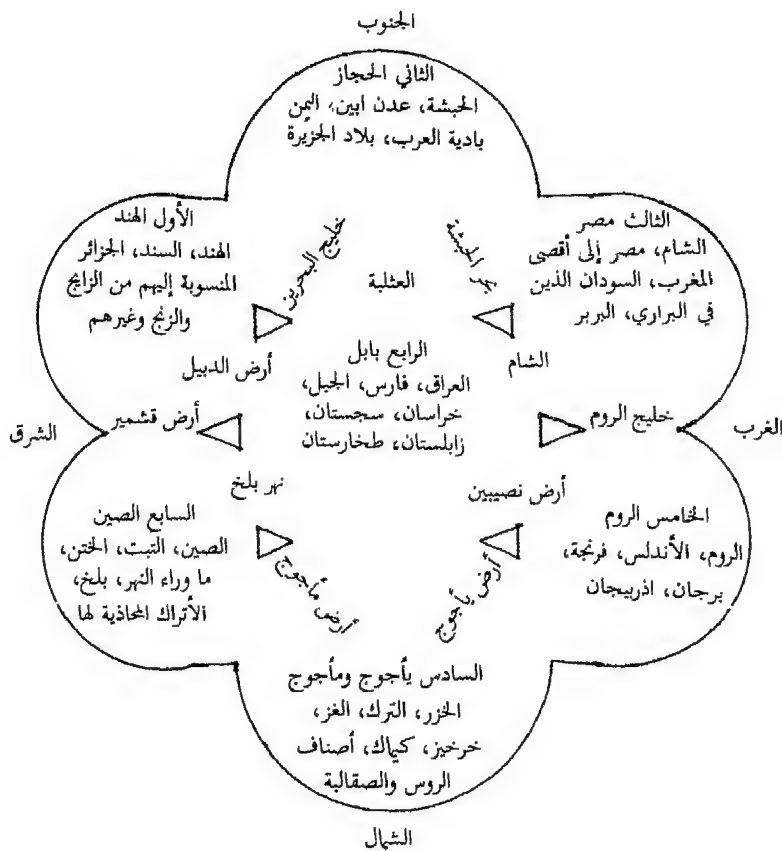 الجنوب
الثاني الحجاز
الحبشة، عدن ابين، اليمن
بادية العرب، بلاد الجزيرة
الثالث مصر
الشام، مصر إلى أقصى
المغرب، السودان الذين
في البراري، البربر
الأول الهند
الهند، السند، الجزائر
المنسوبة إليهم من الزابج
والزنج وغيرهم
بحر الحبشة
خليج البحرين
العثلبة
الشام
أرض الدبيل
الرابع بابل
العراق، فارس، الجبل،
خراسان، سجستان،
زابلستان، طخارستان
الغرب
خليج الروم
أرض قشمير
الشرق
أرض نصيبين
نهر بلخ
الخامس الروم
الروم، الأندلس، فرنجة،
برجان، اذربيجان
السابع الصين
الصين، التبت، الختن،
ما وراء النهر، بلخ،
الأتراك المحاذية لها
أرض يأجوج
أرض مأجوج
السادس يأجوج ومأجوج
الخزر، الترك، الغز،
خرخيز، كيماك، أصناف
الروس والصقالبة
الشمال